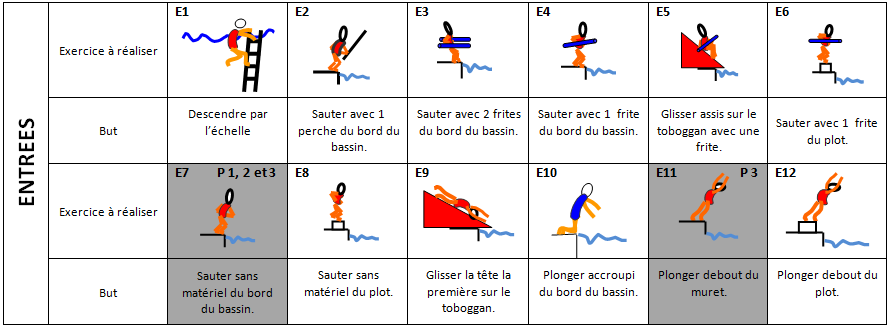 ENTREES
Exercice à réaliser
E1
E2
E3
E4
E5
E6
But
Descendre par
l'échelle
Sauter avec 1
perche du bord du
bassin.
Sauter avec 2 frites
du bord du bassin.
Sauter avec 1 frite
du bord du bassin.
Glisser assis sur le
toboggan avec une
frite.
Sauter avec 1 frite
du plot.
Exercice à réaliser
E7 P 1, 2 et 3
E8
E9
E10
E11 P 3
E12
But
Sauter sans
matériel du bord
du bassin.
Sauter sans
matériel du plot.
Glisser la tête la
première sur le
toboggan.
Plonger accroupi
du bord du bassin.
Plonger debout du
muret.
Plonger debout du
plot.